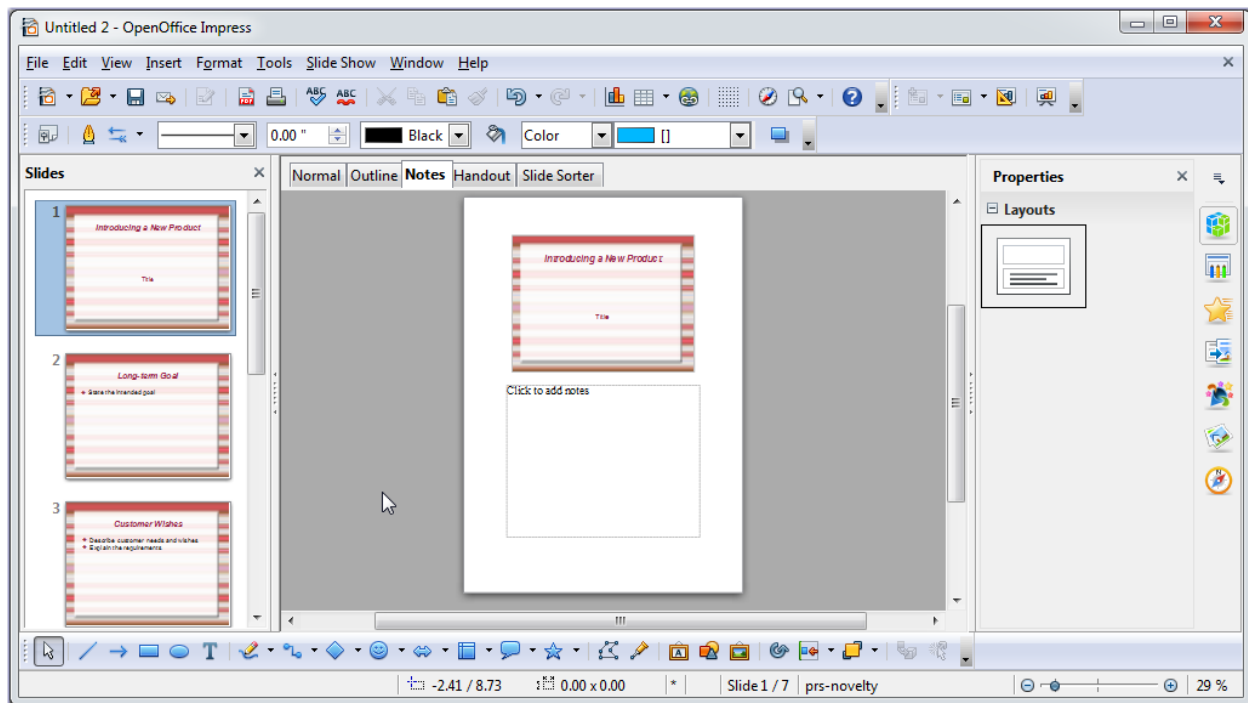 Untitled 2 - OpenOffice Impress
File Edit View Insert Format Tools Slide Show Window Help
ABC ABC
0.00 " Black Color []
Slides
Normal Outline Notes Handout Slide Sorter
Properties
Layouts
1
Introducing a New Product
Title
2
Long-term Goal
State the intended goal
3
Customer Wishes
Describe customer needs and wishes
Explain the requirements
Introducing a New Product
Title
Click to add notes
-2.41 / 8.73 0.00 x 0.00 * Slide 1 / 7 prs-novelty 29 %